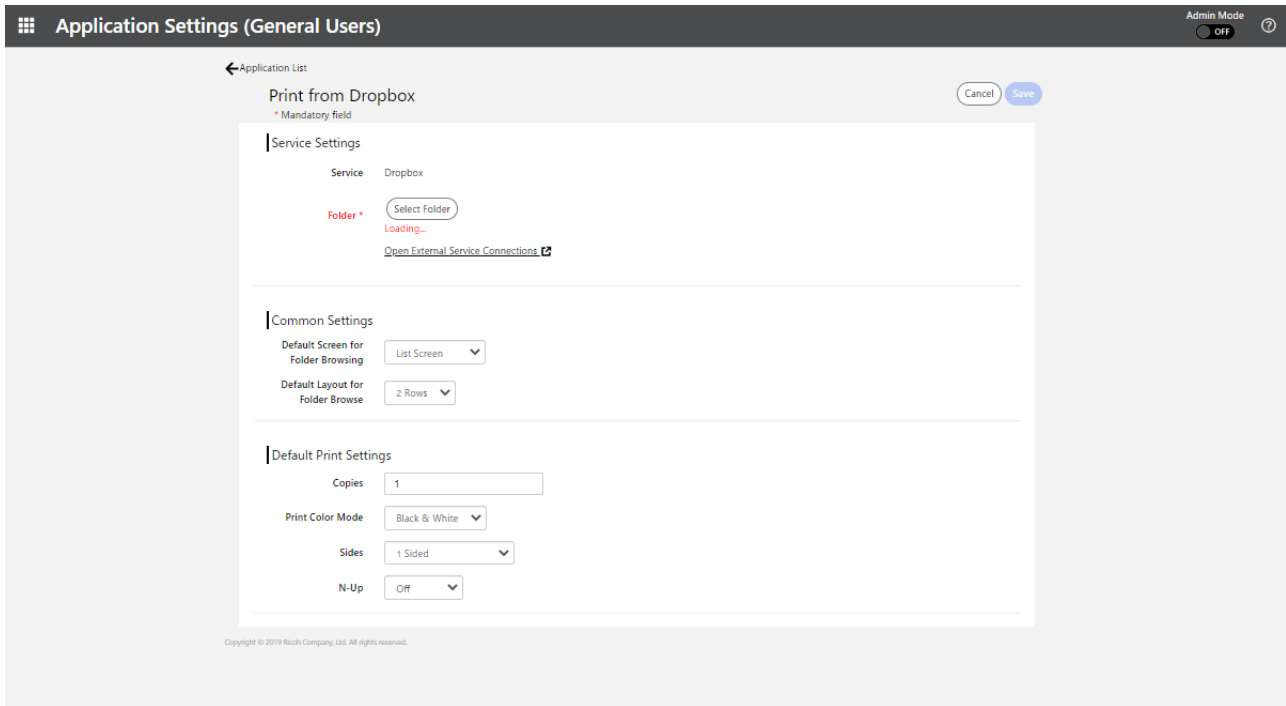 Application Settings (General Users)
Admin Mode
OFF
Application List
Print from Dropbox
Cancel
Save
* Mandatory field
Service Settings
Service Dropbox
Folder * Select Folder
Loading...
Open External Service Connections
Common Settings
Default Screen for
Folder Browsing
List Screen
Default Layout for
Folder Browse
2 Rows
Default Print Settings
Copies 1
Print Color Mode Black & White
Sides 1 Sided
N-Up Off
Copyright © 2019 Ricoh Company, Ltd. All rights reserved.